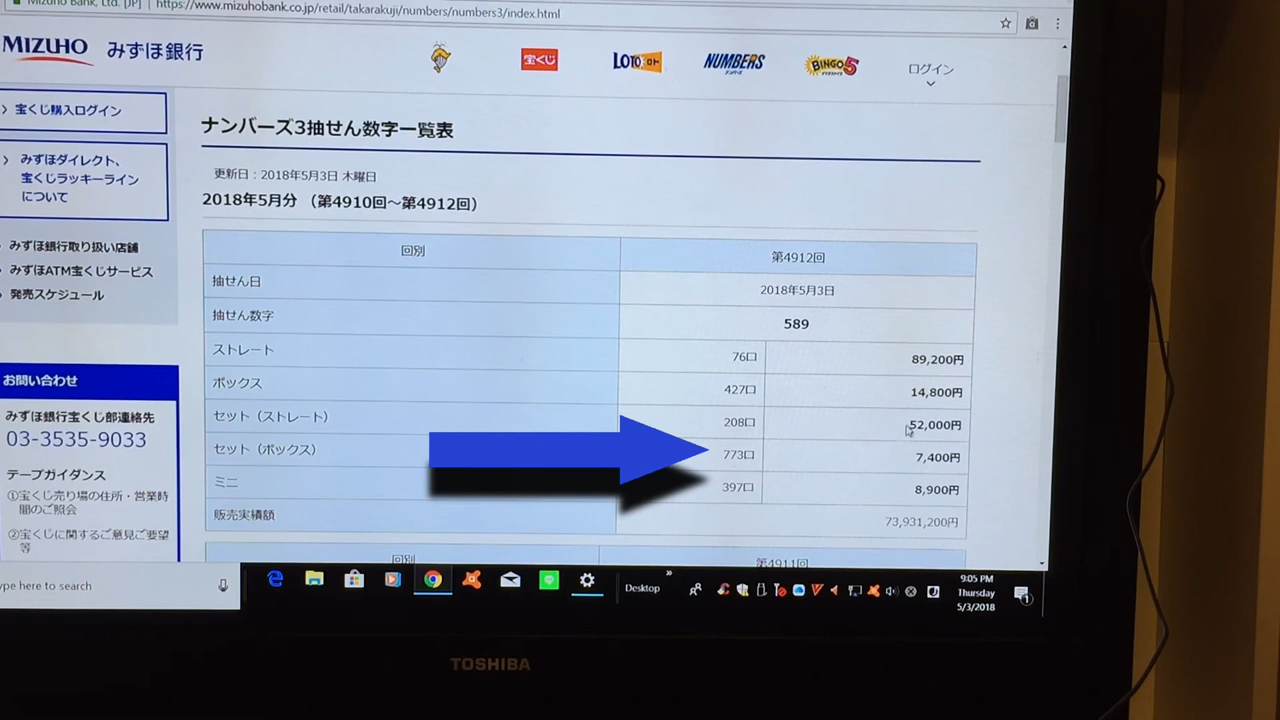 Mizuho Bank, Ltd. [JP]
https://www.mizuhobank.co.jp/retail/takarakuji/numbers/numbers3/index.html
MIZUHO みずほ銀行
宝くじ
LOTO ロト
NUMBERS
ナンバーズ
BINGO5
ログイン
宝くじ購入ログイン
みずほダイレクト、
宝くじラッキーライン
について
みずほ銀行取り扱い店舗
みずほATM宝くじサービス
発売スケジュール
お問い合わせ
みずほ銀行宝くじ部連絡先
03-3535-9033
テープガイダンス
①宝くじ売り場の住所・営業時
間のご照会
②宝くじに関するご意見ご要望
等
ナンバーズ3抽せん数字一覧表
更新日:2018年5月3日 木曜日
2018年5月分 (第4910回~第4912回)
回別 第4912回
抽せん日 2018年5月3日
抽せん数字 589
ストレート 76口 89,200円
ボックス 427口 14,800円
セット(ストレート) 208口 52,000円
セット(ボックス) 773口 7,400円
ミニ 397口 8,900円
販売実績額 73,931,200円
回別 第4911回
ype here to search
Desktop
»
9:05 PM
Thursday
5/3/2018
1
TOSHIBA